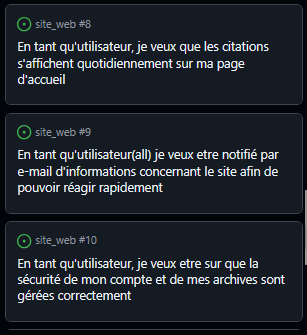 site_web #8
En tant qu'utilisateur, je veux que les citations
s'affichent quotidiennement sur ma page
d'accueil
site_web #9
En tant qu'utilisateur(all) je veux etre notifié par
e-mail d'informations concernant le site afin de
pouvoir réagir rapidement
site_web #10
En tant qu'utilisateur, je veux etre sur que la
sécurité de mon compte et de mes archives sont
gérées correctement